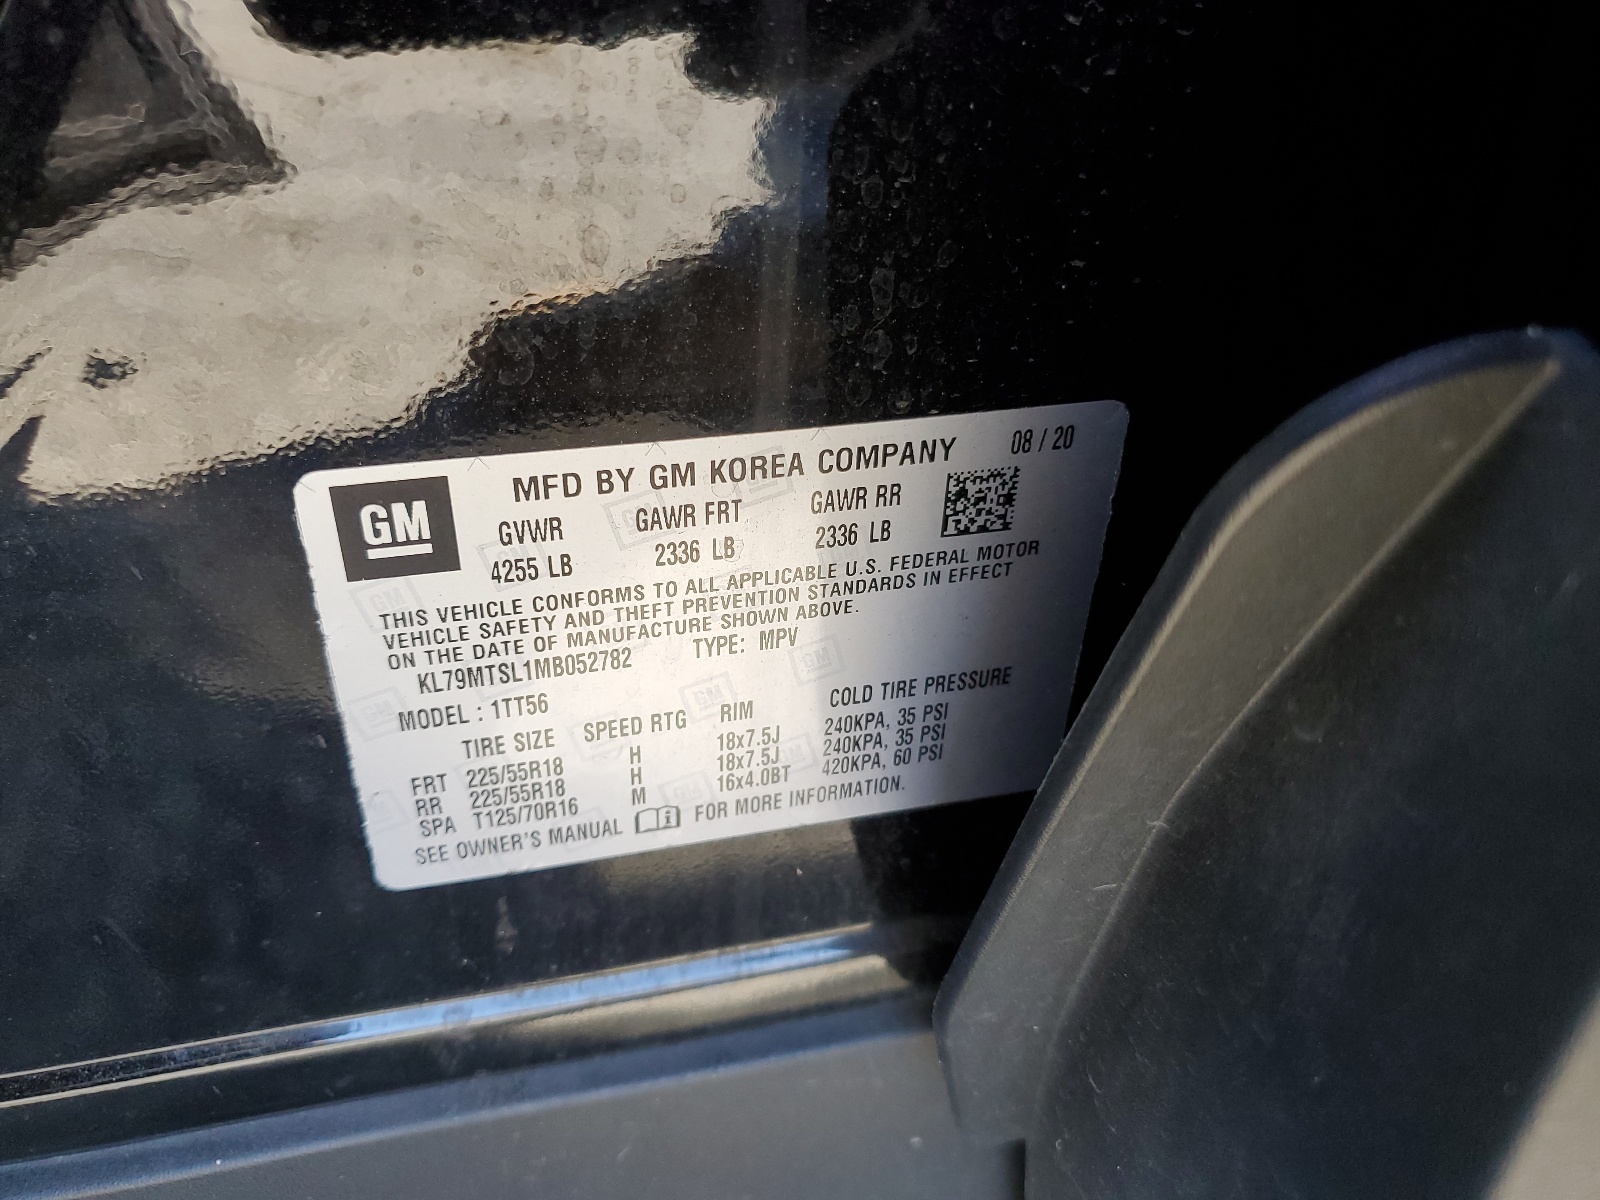 GM
MFD BY GM KOREA COMPANY 08 / 20
GVWR GAWR FRT GAWR RR
4255 LB 2336 LB 2336 LB
THIS VEHICLE CONFORMS TO ALL APPLICABLE U.S. FEDERAL MOTOR
VEHICLE SAFETY AND THEFT PREVENTION STANDARDS IN EFFECT
ON THE DATE OF MANUFACTURE SHOWN ABOVE.
KL79MTSL1MB052782 TYPE: MPV
MODEL : 1TT56
TIRE SIZE SPEED RTG RIM COLD TIRE PRESSURE
FRT 225/55R18 H 18x7.5J 240KPA, 35 PSI
RR 225/55R18 H 18x7.5J 240KPA, 35 PSI
SPA T125/70R16 M 16x4.0BT 420KPA, 60 PSI
SEE OWNER'S MANUAL i FOR MORE INFORMATION.